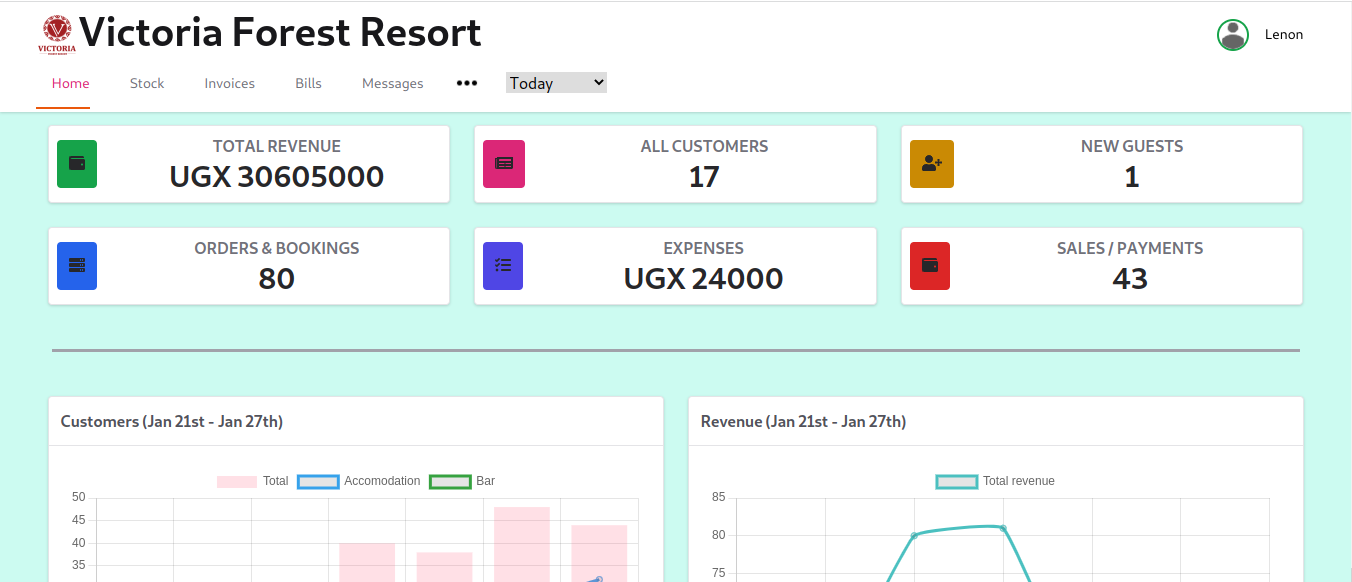 Victoria Forest Resort
VICTORIA
Lenon
Home Stock Invoices Bills Messages ••• Today
TOTAL REVENUE
UGX 30605000
ALL CUSTOMERS
17
NEW GUESTS
1
ORDERS & BOOKINGS
80
EXPENSES
UGX 24000
SALES / PAYMENTS
43
Customers (Jan 21st - Jan 27th)
Total Accomodation Bar
50
45
40
35
Revenue (Jan 21st - Jan 27th)
Total revenue
85
80
75